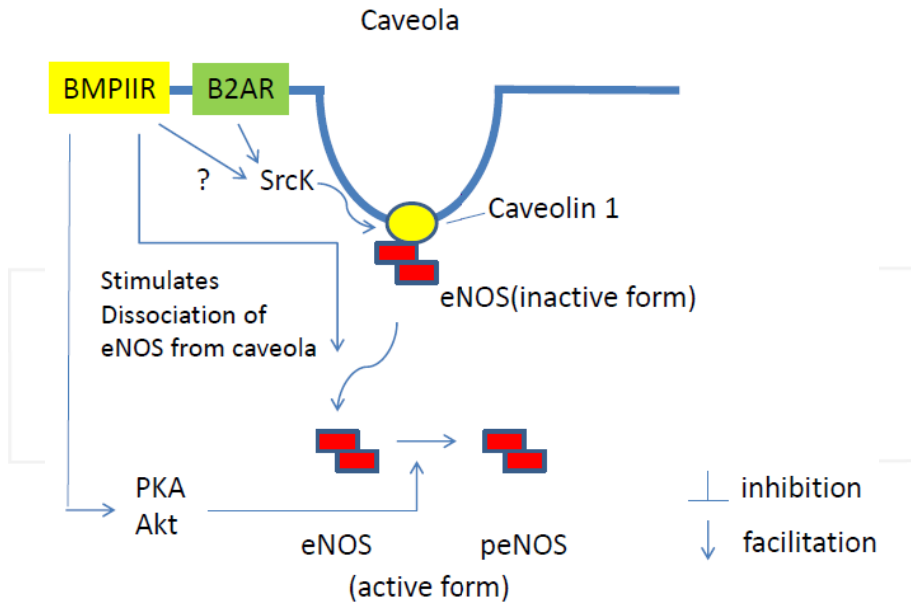 Caveola
BMPIIR
B2AR
?
SrcK
Caveolin 1
eNOS(inactive form)
Stimulates
Dissociation of
eNOS from caveola
PKA
Akt
eNOS
peNOS
(active form)
inhibition
facilitation